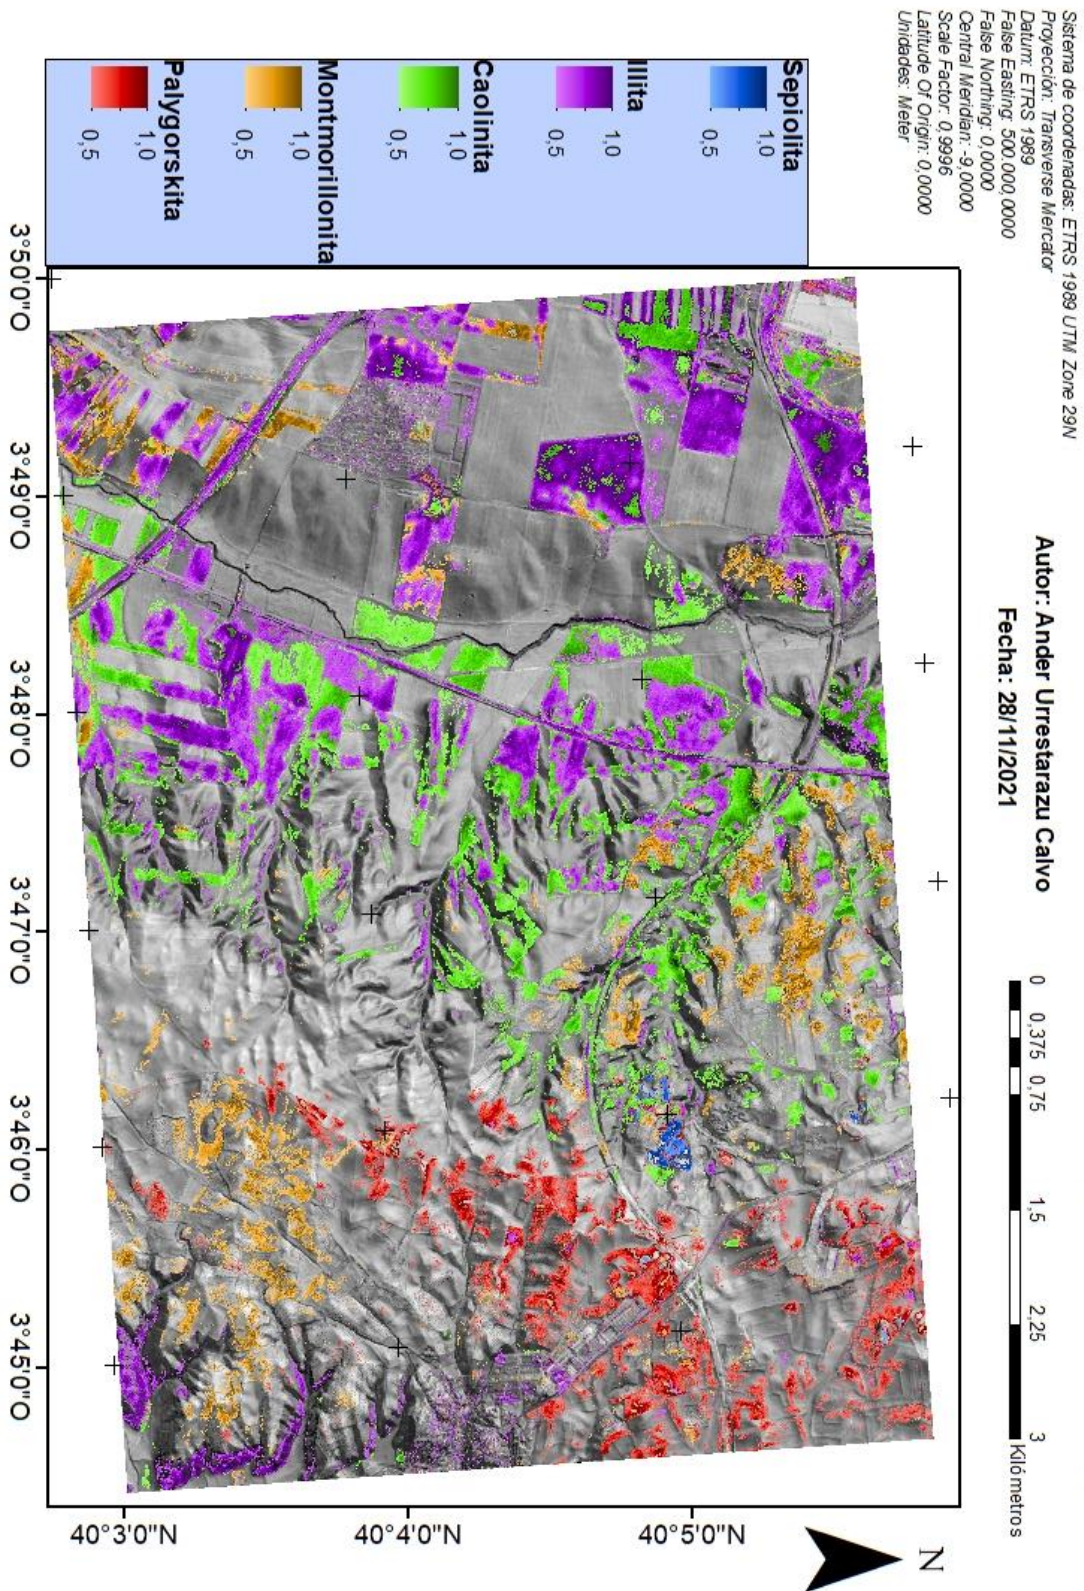 Sistema de coordenadas: ETRS 1989 UTM Zone 29N
Proyección: Transverse Mercator
Datum: ETRS 1989
False Easting: 500.000,0000
False Northing: 0,0000
Central Meridian: -9,0000
Scale Factor: 0,9996
Latitude Of Origin: 0,0000
Unidades: Meter
Autor: Ander Urrestarazu Calvo
Fecha: 28/11/2021
0 0,375 0,75 1,5 2,25 3
Kilómetros
Sepiolita
1,0
0,5
Illita
1,0
0,5
Caolinita
1,0
0,5
Montmorillonita
1,0
0,5
Palygorskita
1,0
0,5
3°50'0"O
3°49'0"O
3°48'0"O
3°47'0"O
3°46'0"O
3°45'0"O
40°5'0"N
40°4'0"N
40°3'0"N
N